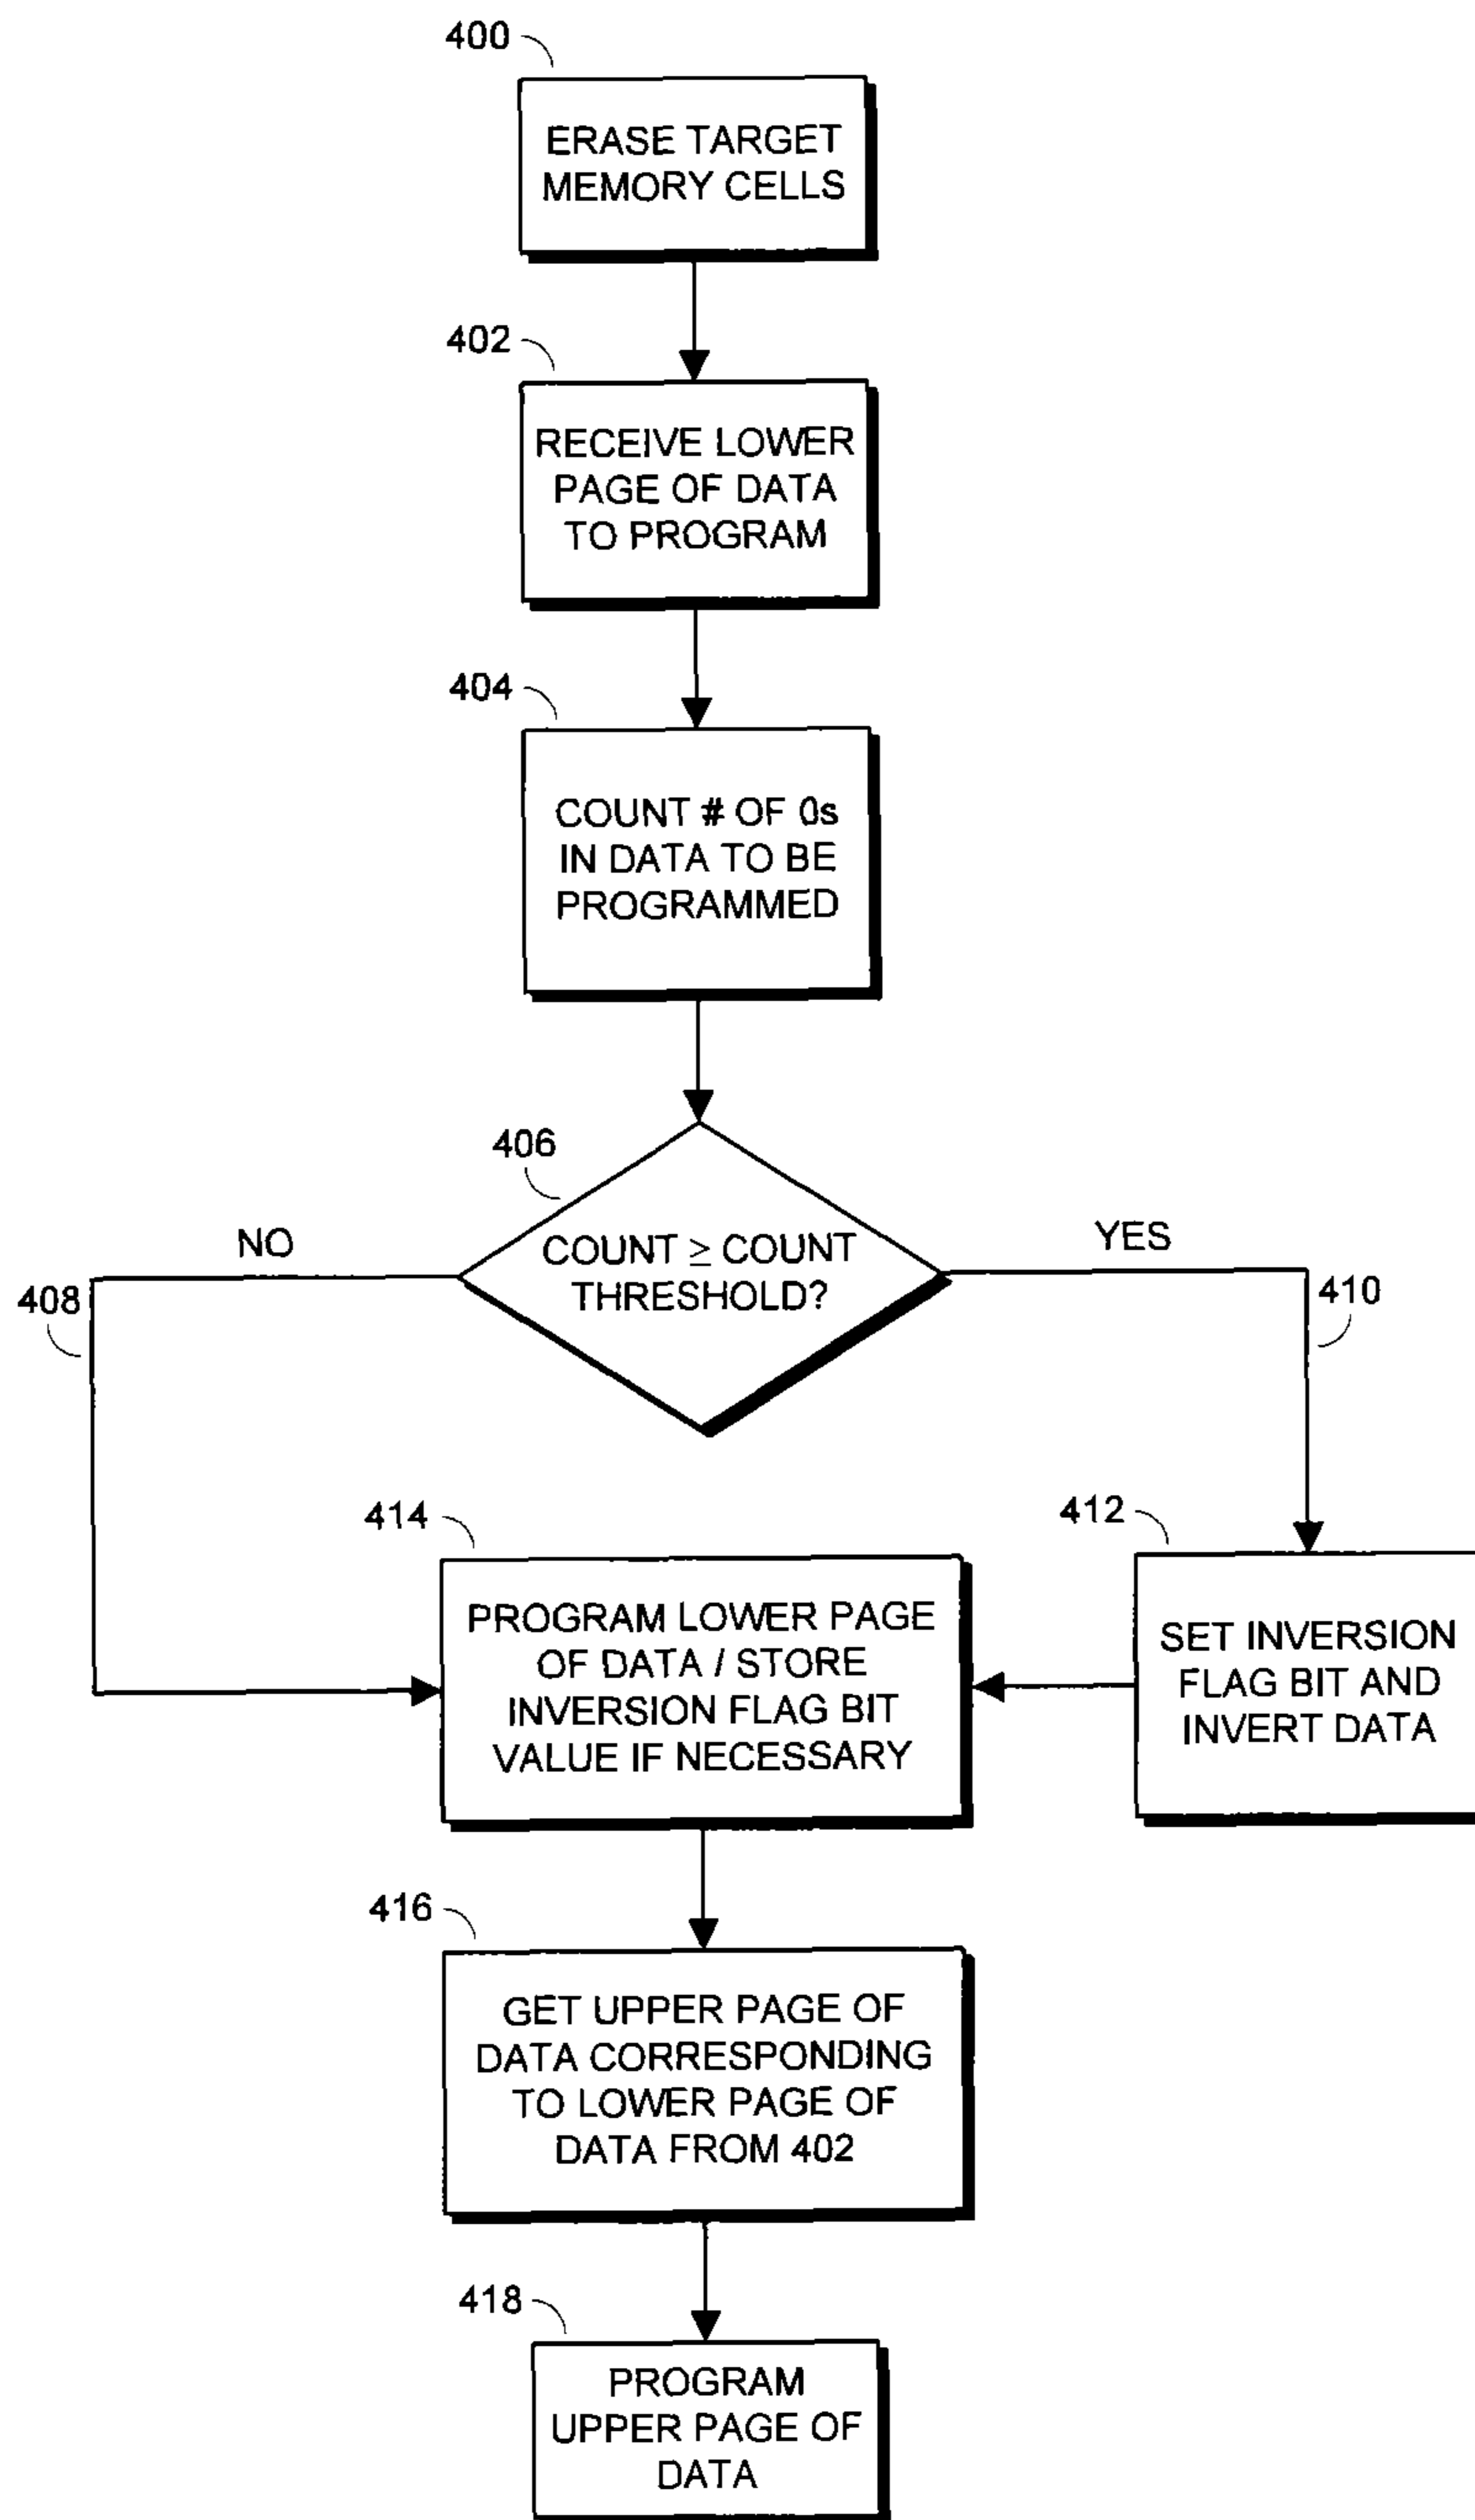 400
ERASE TARGET
MEMORY CELLS
402
RECEIVE LOWER
PAGE OF DATA
TO PROGRAM
404
COUNT # OF 0s
IN DATA TO BE
PROGRAMMED
406
NO
YES
COUNT ≥ COUNT
THRESHOLD?
408
410
414
412
PROGRAM LOWER PAGE
OF DATA / STORE
INVERSION FLAG BIT
VALUE IF NECESSARY
SET INVERSION
FLAG BIT AND
INVERT DATA
416
GET UPPER PAGE OF
DATA CORRESPONDING
TO LOWER PAGE OF
DATA FROM 402
418
PROGRAM
UPPER PAGE OF
DATA